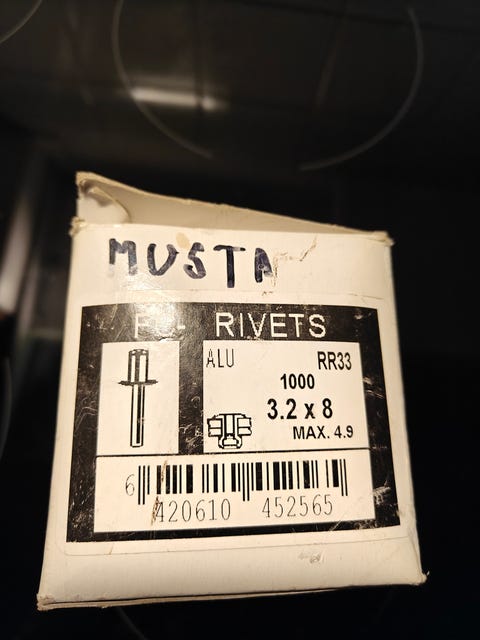 MUSTA
RIVETS
ALU RR33
1000
3.2 x 8
MAX. 4.9
6 420610 452565